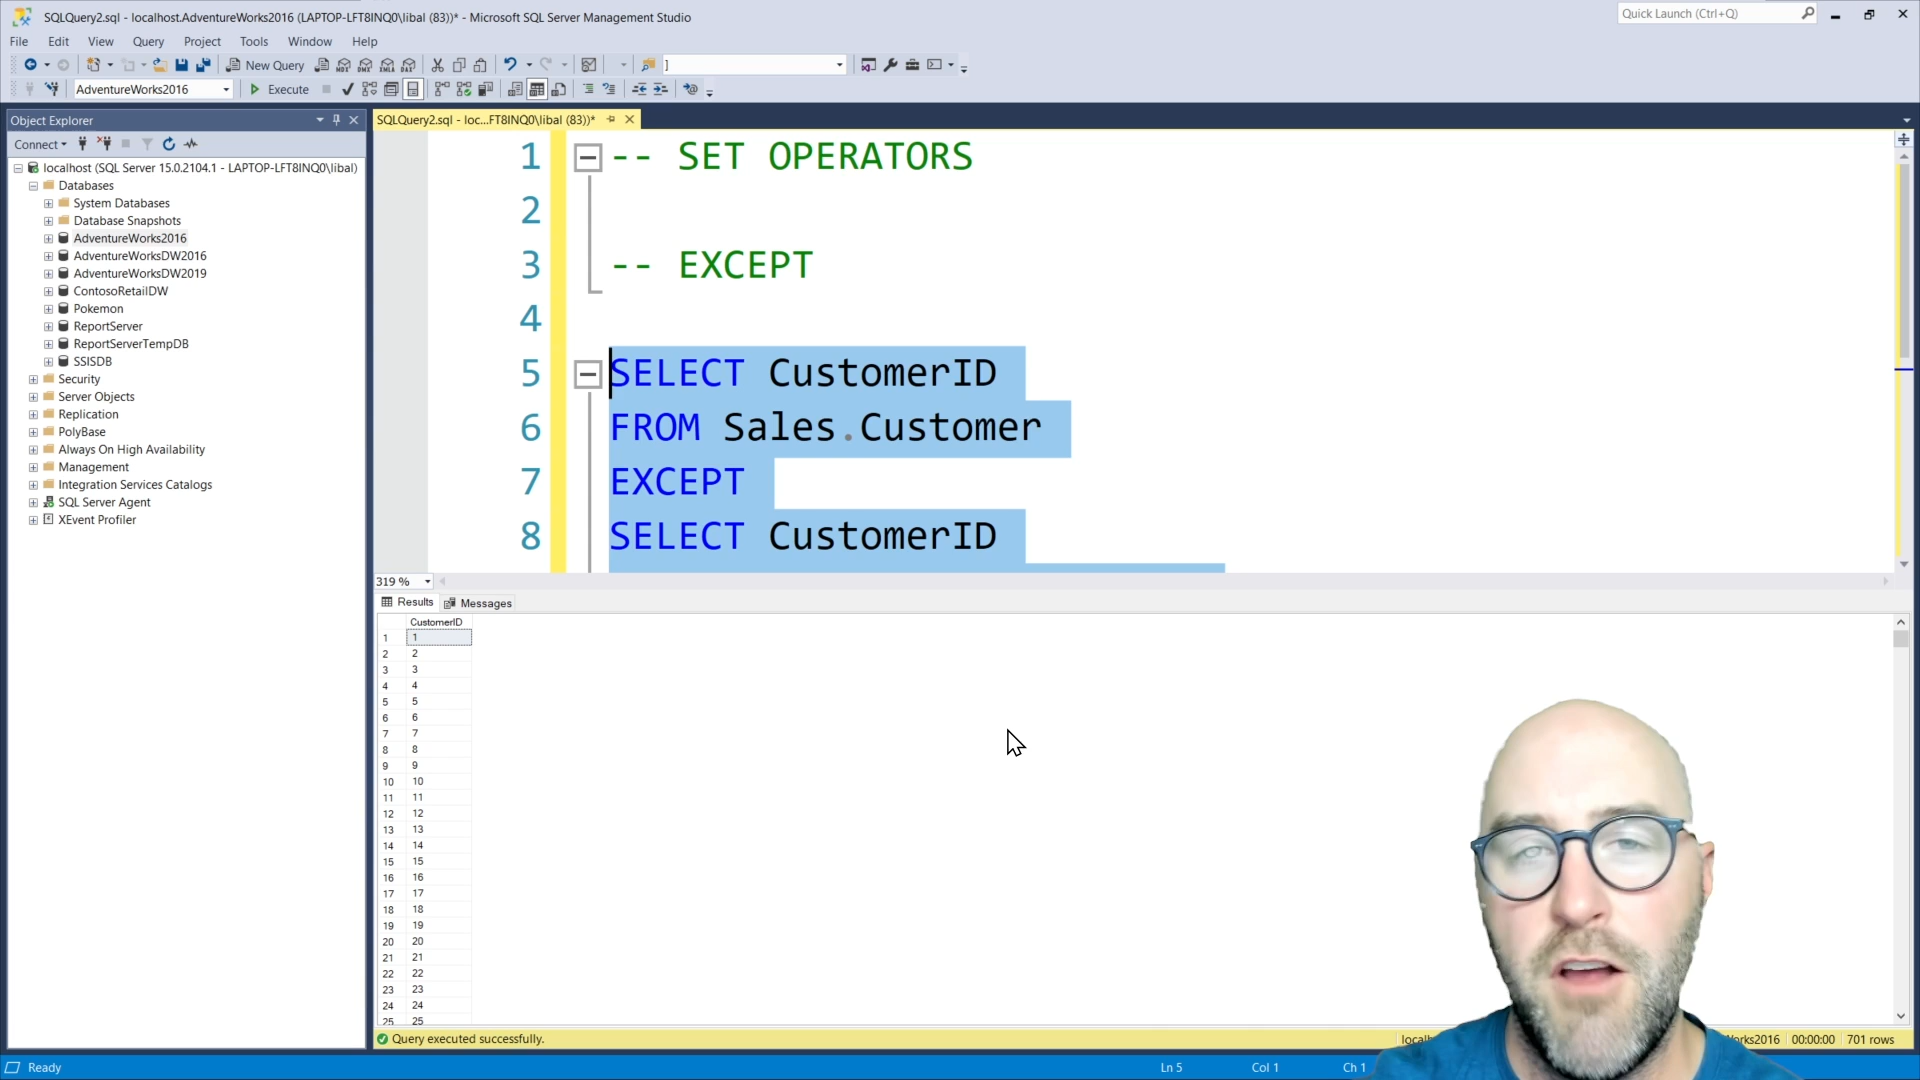 SQLQuery2.sql - localhost.AdventureWorks2016 (LAPTOP-LFT8INQ0\libal (83))* - Microsoft SQL Server Management Studio
Quick Launch (Ctrl+Q)
File Edit View Query Project Tools Window Help
New Query
]
AdventureWorks2016
Execute
Object Explorer
Connect
localhost (SQL Server 15.0.2104.1 - LAPTOP-LFT8INQ0\libal)
Databases
System Databases
Database Snapshots
AdventureWorks2016
AdventureWorksDW2016
AdventureWorksDW2019
ContosoRetailDW
Pokemon
ReportServer
ReportServerTempDB
SSISDB
Security
Server Objects
Replication
PolyBase
Always On High Availability
Management
Integration Services Catalogs
SQL Server Agent
XEvent Profiler
SQLQuery2.sql - loc...FT8INQ0\libal (83))*
1 -- SET OPERATORS
2
3 -- EXCEPT
4
5 SELECT CustomerID
6 FROM Sales.Customer
7 EXCEPT
8 SELECT CustomerID
319 %
Results Messages
CustomerID
1 1
2 2
3 3
4 4
5 5
6 6
7 7
8 8
9 9
10 10
11 11
12 12
13 13
14 14
15 15
16 16
17 17
18 18
19 19
20 20
21 21
22 22
23 23
24 24
25 25
Query executed successfully.
orks2016 00:00:00 701 rows
Ready
Ln 5 Col 1 Ch 1